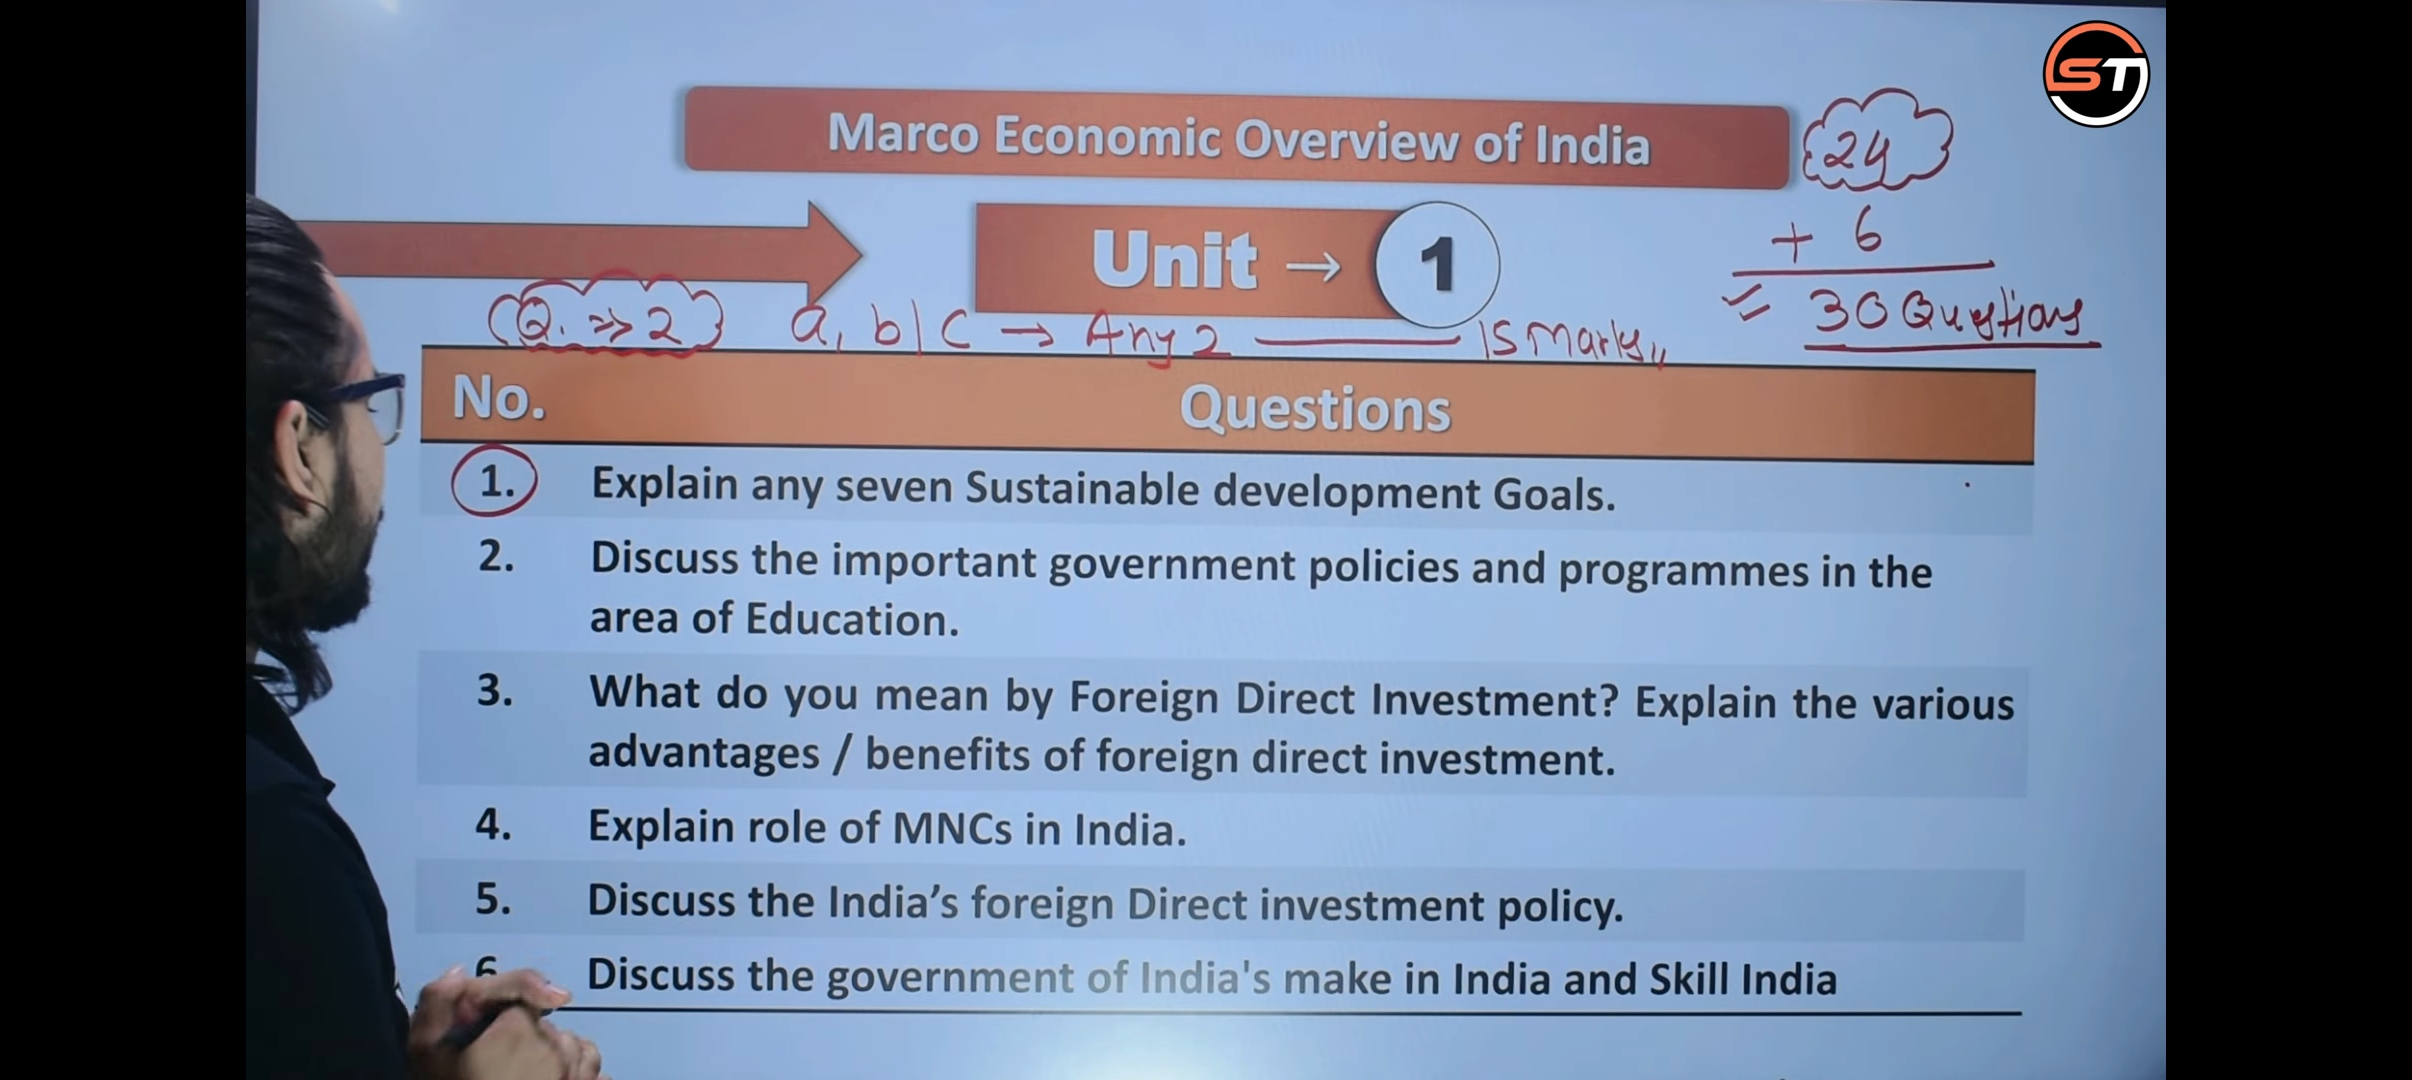 ST
Marco Economic Overview of India
24
+ 6
= 30 Questions
Unit → 1
(Q. ⇒ 2) a, b/c → Any 2 —— 15 Marks
No. Questions
1. Explain any seven Sustainable development Goals.
2. Discuss the important government policies and programmes in the
area of Education.
3. What do you mean by Foreign Direct Investment? Explain the various
advantages / benefits of foreign direct investment.
4. Explain role of MNCs in India.
5. Discuss the India's foreign Direct investment policy.
6 Discuss the government of India's make in India and Skill India